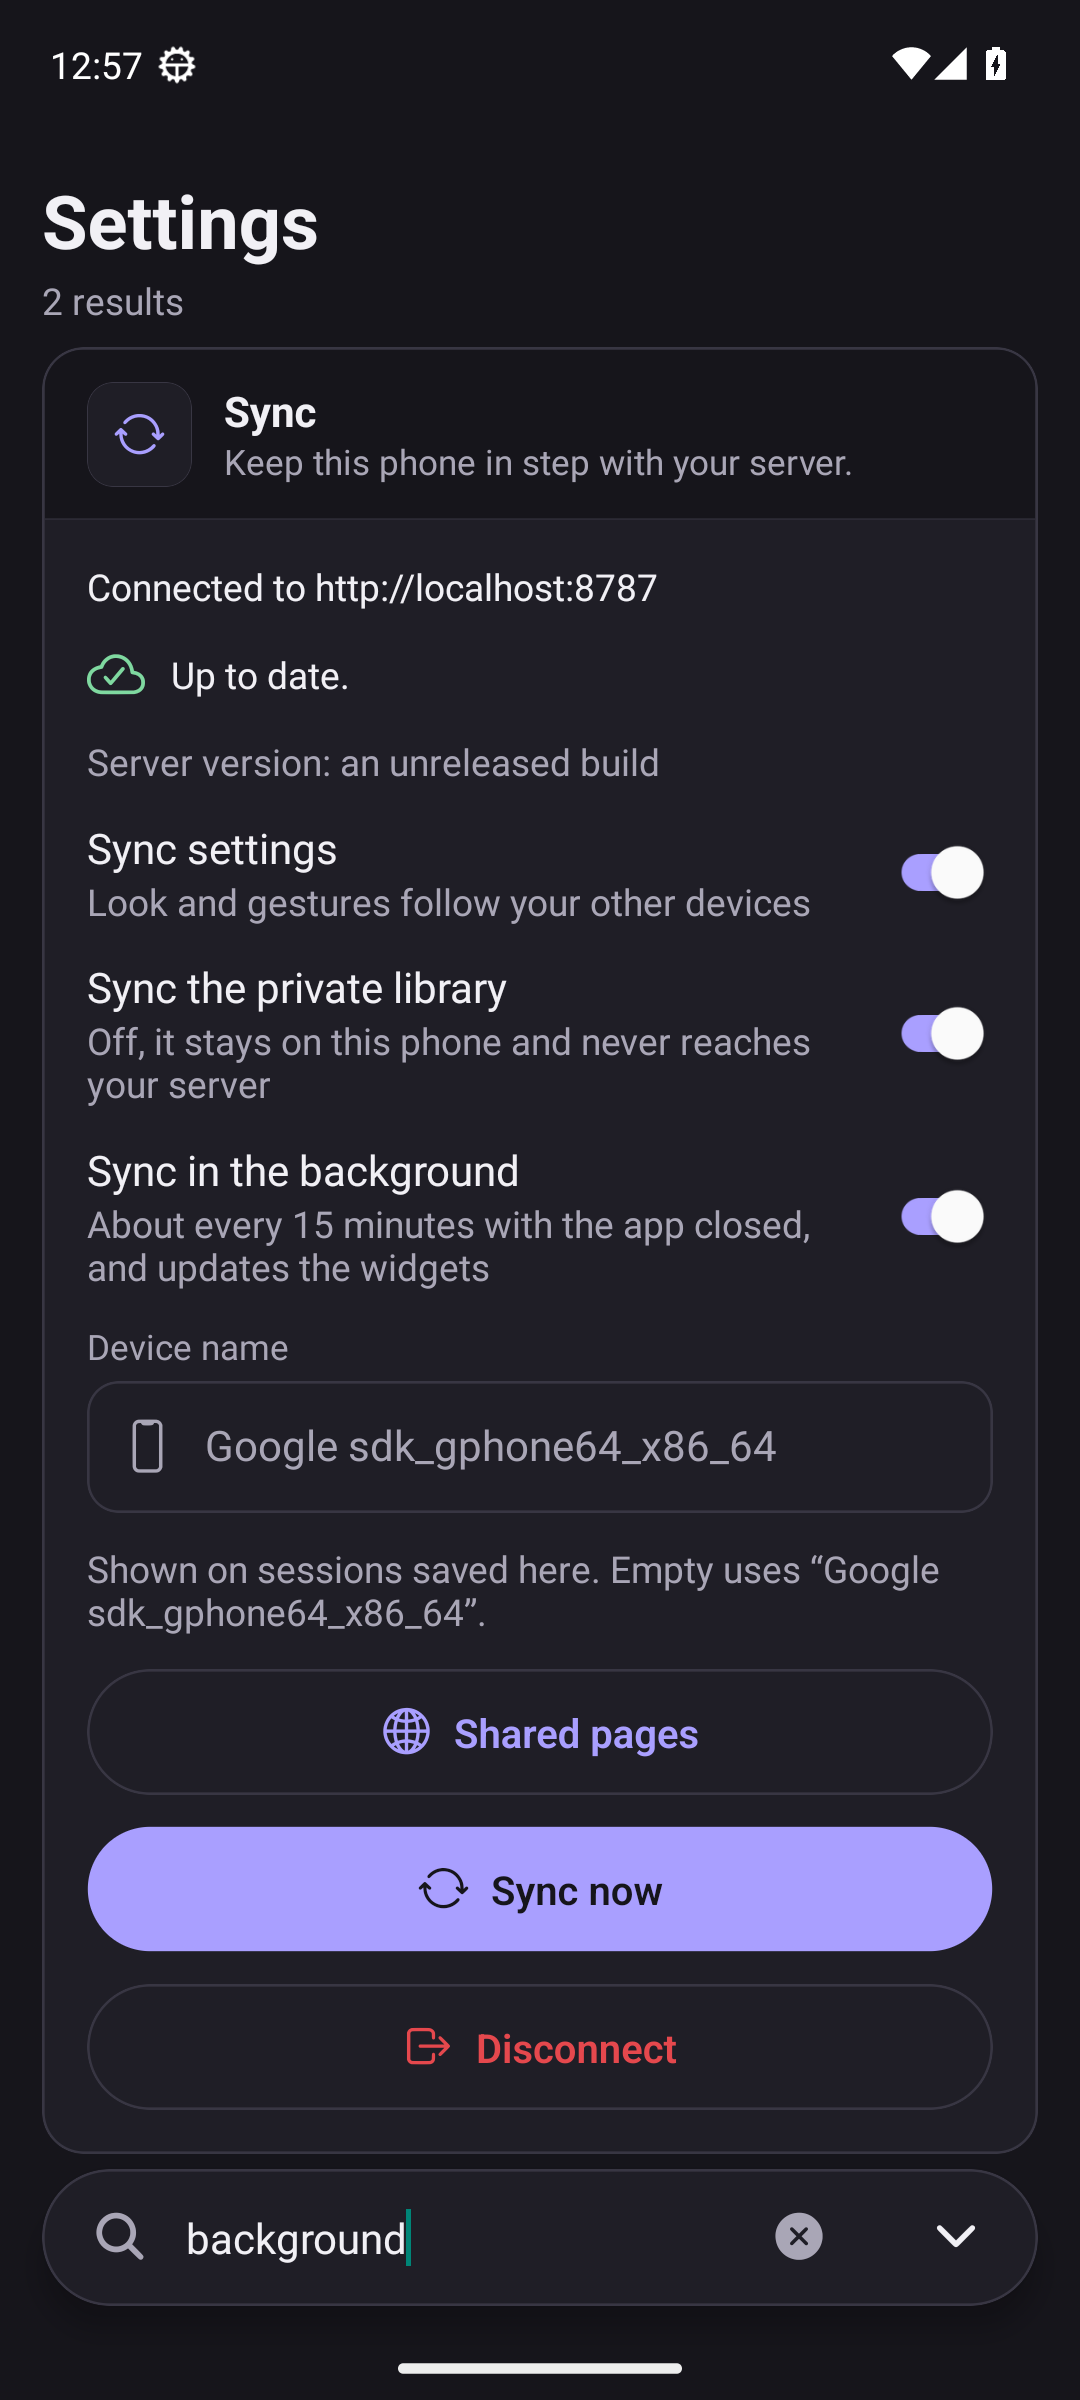 12:57
Settings
2 results
Sync
Keep this phone in step with your server.
Connected to http://localhost:8787
Up to date.
Server version: an unreleased build
Sync settings
Look and gestures follow your other devices
Sync the private library
Off, it stays on this phone and never reaches
your server
Sync in the background
About every 15 minutes with the app closed,
and updates the widgets
Device name
Google sdk_gphone64_x86_64
Shown on sessions saved here. Empty uses “Google
sdk_gphone64_x86_64”.
Shared pages
Sync now
Disconnect
background